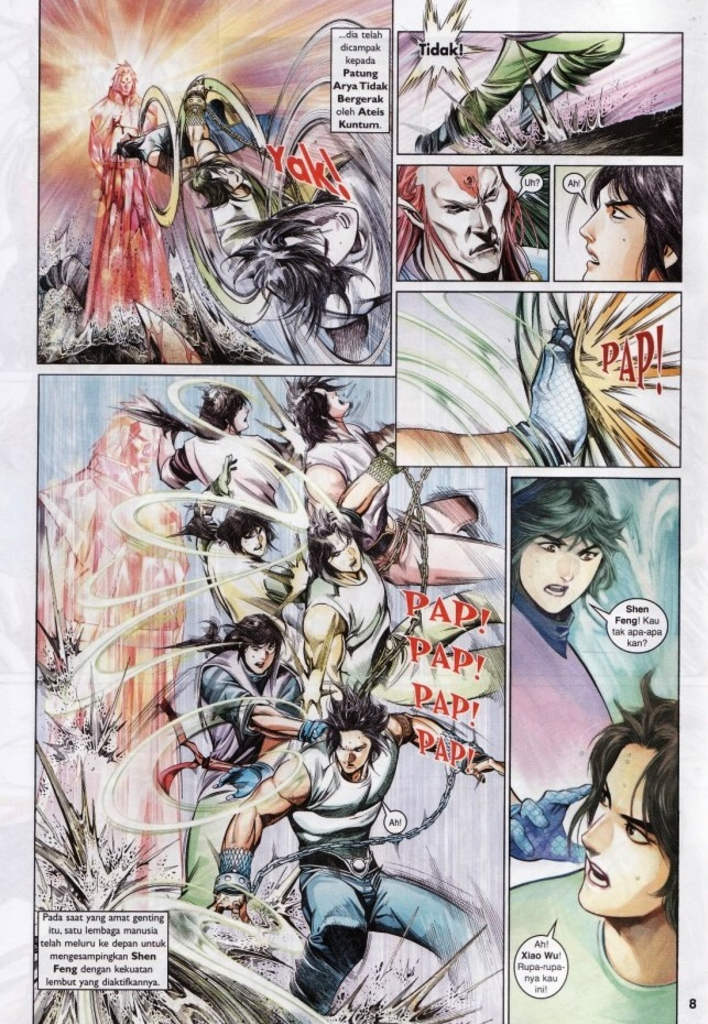 ...dia telah
dicampak
kepada
Patung
Arya Tidak
Bergerak
oleh Ateis
Kuntum.
YAK!
Tidak!
Uh?
Ah!
PAP!
PAP!
PAP!
PAP!
PAP!
Ah!
Pada saat yang amat genting
itu, satu lembaga manusia
telah meluru ke depan untuk
mengesampingkan Shen
Feng dengan kekuatan
lembut yang diaktifkannya.
Shen
Feng! Kau
tak apa-apa
kan?
Ah!
Xiao Wu!
Rupa-rupa-
nya kau
ini!
8